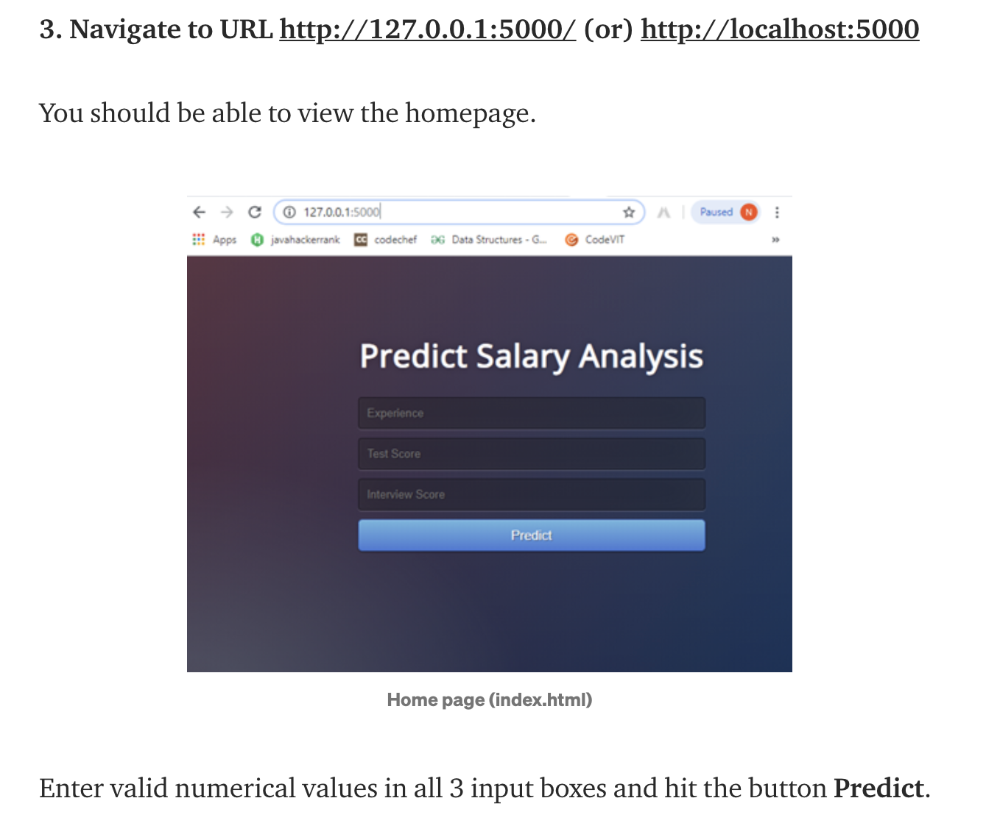 3. Navigate to URL http://127.0.0.1:5000/ (or) http://localhost:5000
You should be able to view the homepage.
127.0.0.1:5000
Paused N
Apps javahackerrank CC codechef GG Data Structures - G... CodeVIT »
Predict Salary Analysis
Experience
Test Score
Interview Score
Predict
Home page (index.html)
Enter valid numerical values in all 3 input boxes and hit the button Predict.